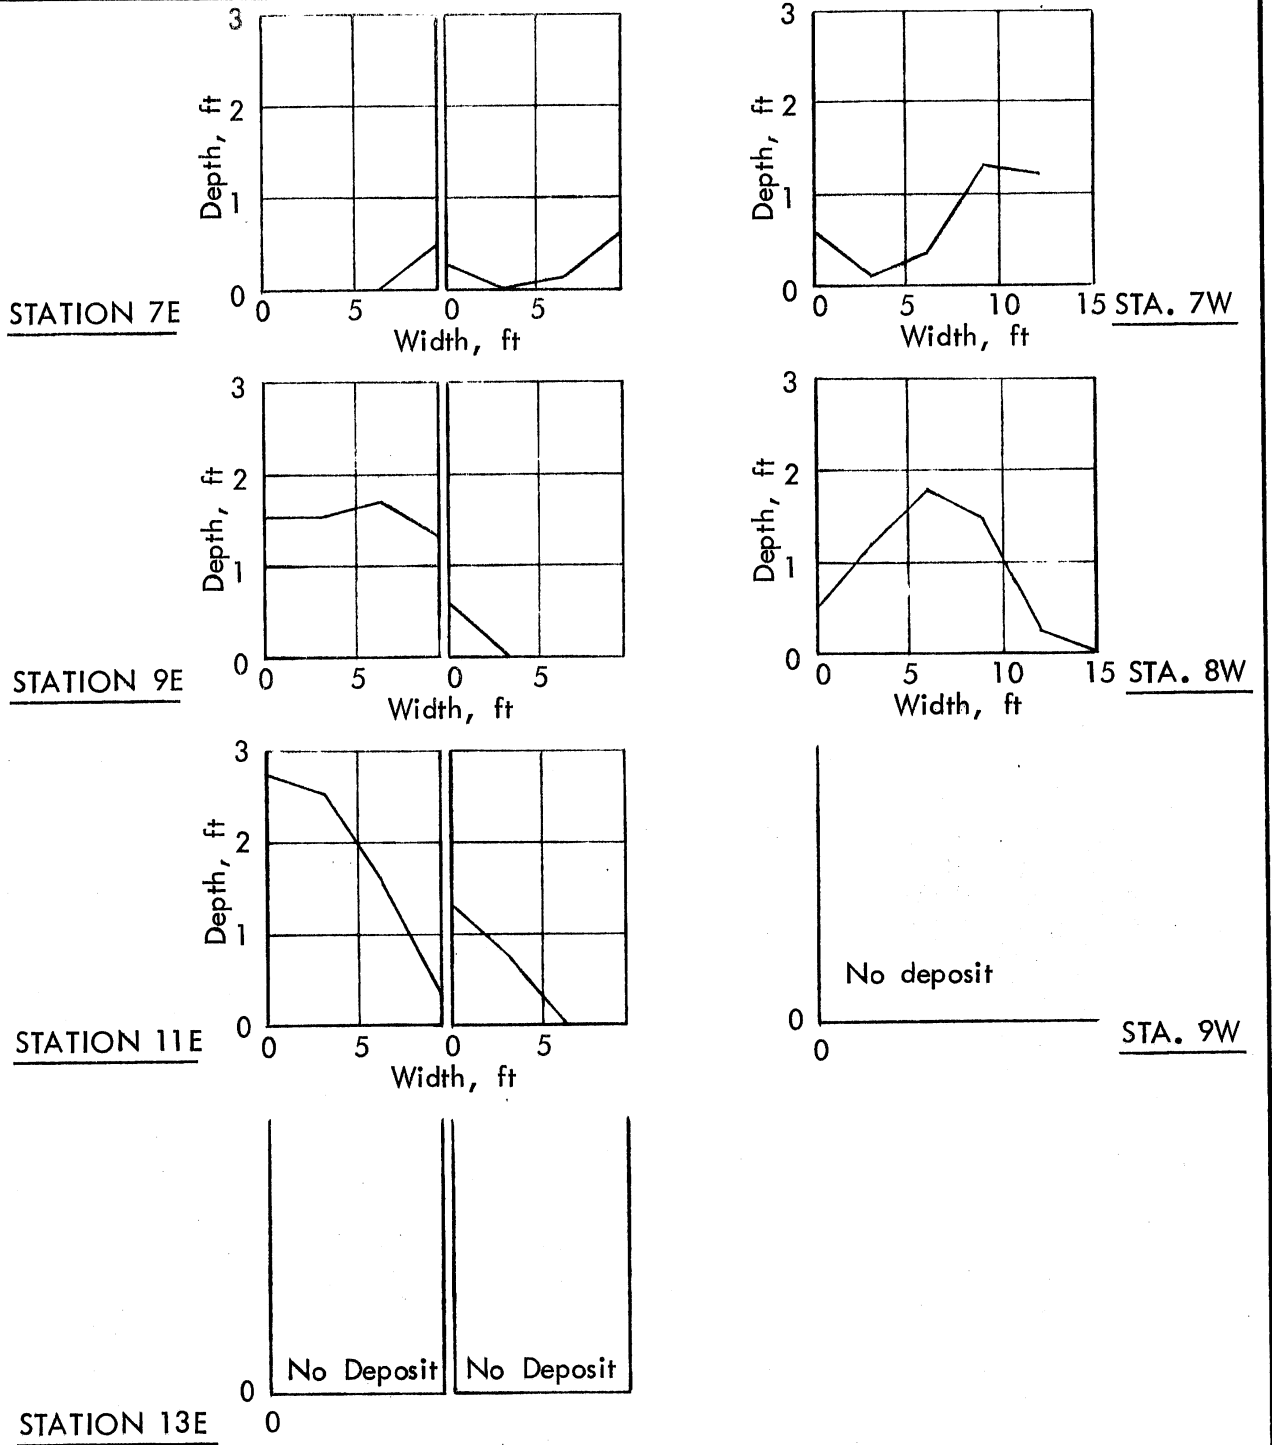 3
2
1
0
Depth, ft
0 5 0 5
Width, ft
STATION 7E
3
2
1
0
Depth, ft
0 5 10 15
Width, ft
STA. 7W
3
2
1
0
Depth, ft
0 5 0 5
Width, ft
STATION 9E
3
2
1
0
Depth, ft
0 5 10 15
Width, ft
STA. 8W
3
2
1
0
Depth, ft
0 5 0 5
Width, ft
STATION 11E
No deposit
0
0
STA. 9W
No Deposit
No Deposit
0
0
STATION 13E